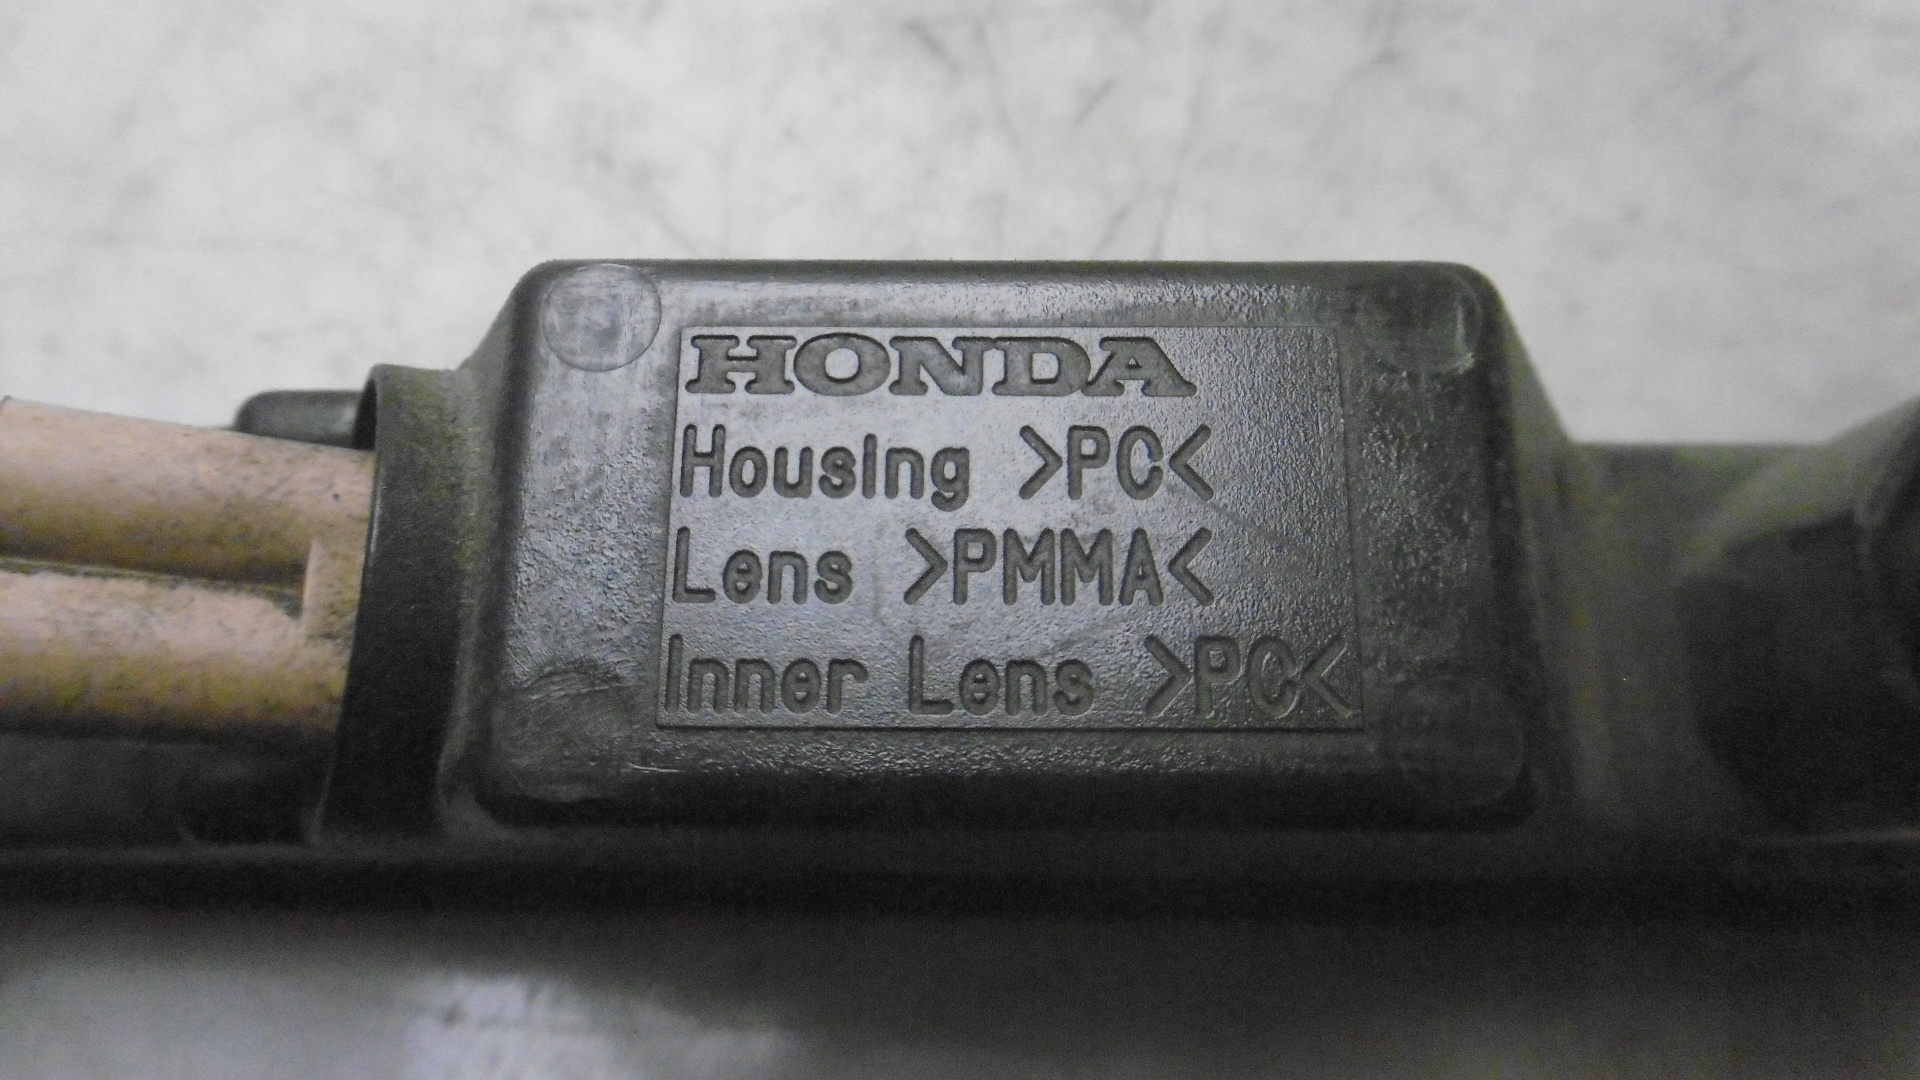 HONDA
Housing >PC<
Lens >PMMA<
Inner Lens >PC<